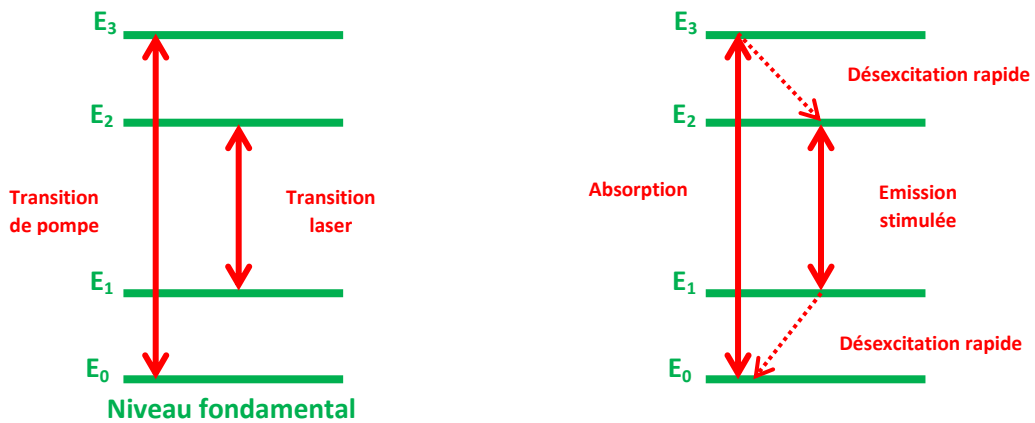 E₃
E₂
Transition
de pompe
Transition
laser
E₁
E₀
Niveau fondamental
E₃
Désexcitation rapide
E₂
Absorption
Emission
stimulée
E₁
Désexcitation rapide
E₀